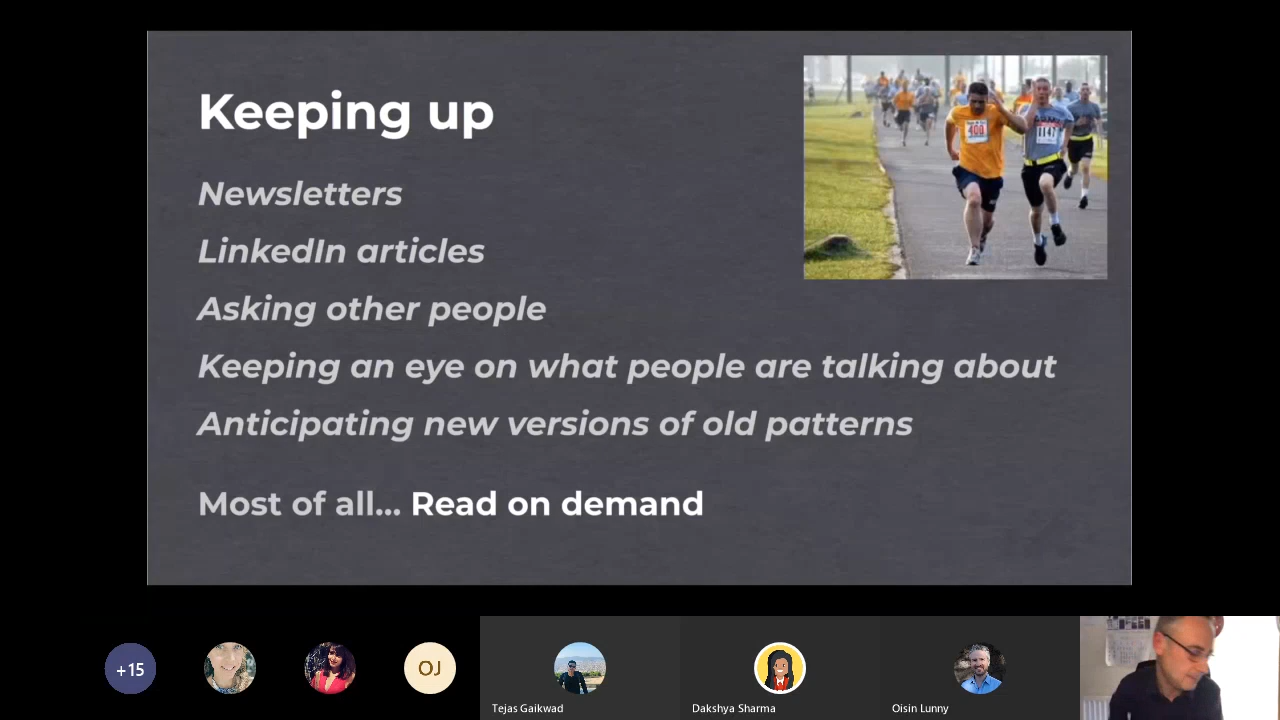 Keeping up
Newsletters
LinkedIn articles
Asking other people
Keeping an eye on what people are talking about
Anticipating new versions of old patterns
Most of all... Read on demand
400
1147
+15
OJ
Tejas Gaikwad
Dakshya Sharma
Oisin Lunny